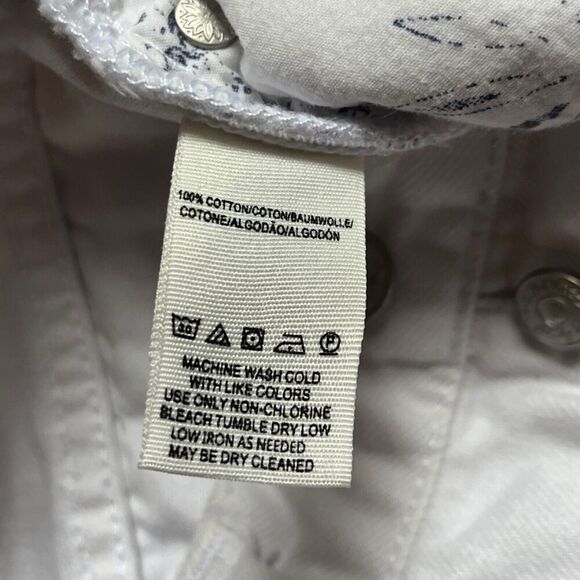 100% COTTON/COTON/BAUMWOLLE/
COTONE/ALGODÃO/ALGODÓN
30
P
MACHINE WASH COLD
WITH LIKE COLORS
USE ONLY NON-CHLORINE
BLEACH TUMBLE DRY LOW
LOW IRON AS NEEDED
MAY BE DRY CLEANED